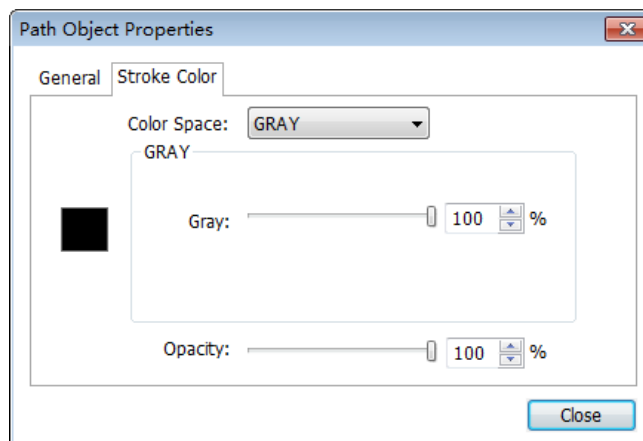 Path Object Properties
General Stroke Color
Color Space: GRAY
GRAY
Gray: 100 %
Opacity: 100 %
Close